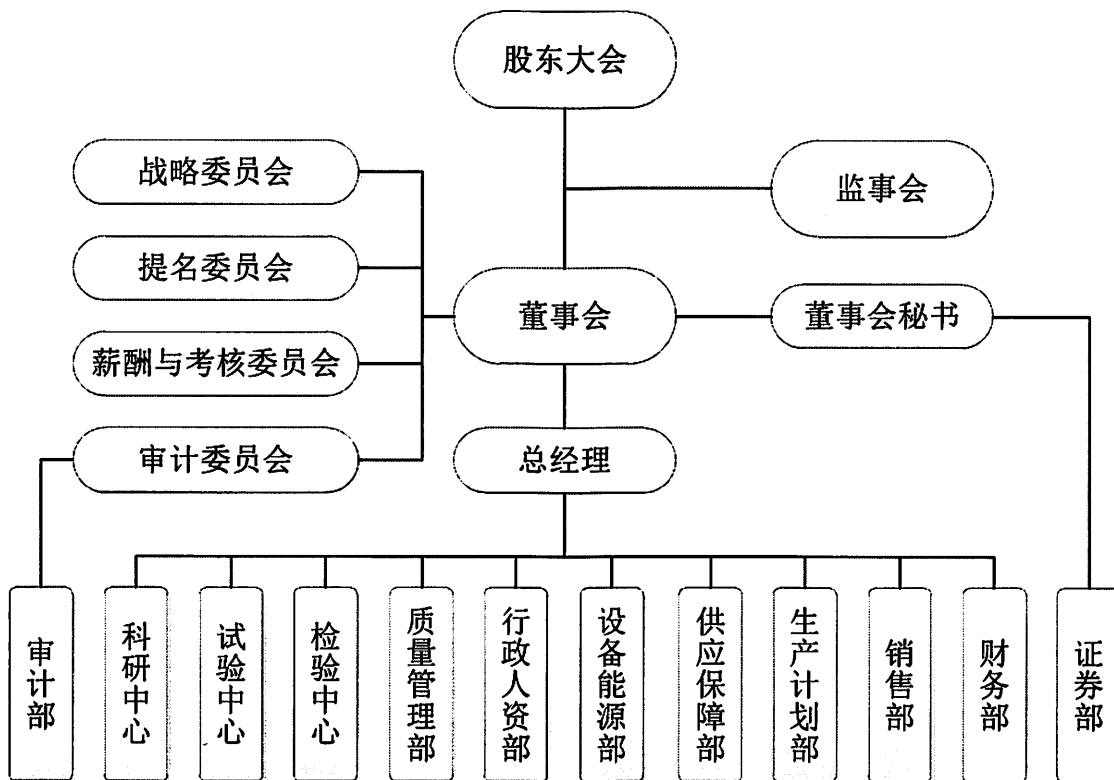 股东大会
战略委员会
监事会
提名委员会
董事会
董事会秘书
薪酬与考核委员会
审计委员会
总经理
审计部
科研中心
试验中心
检验中心
质量管理部
行政人资部
设备能源部
供应保障部
生产计划部
销售部
财务部
证券部